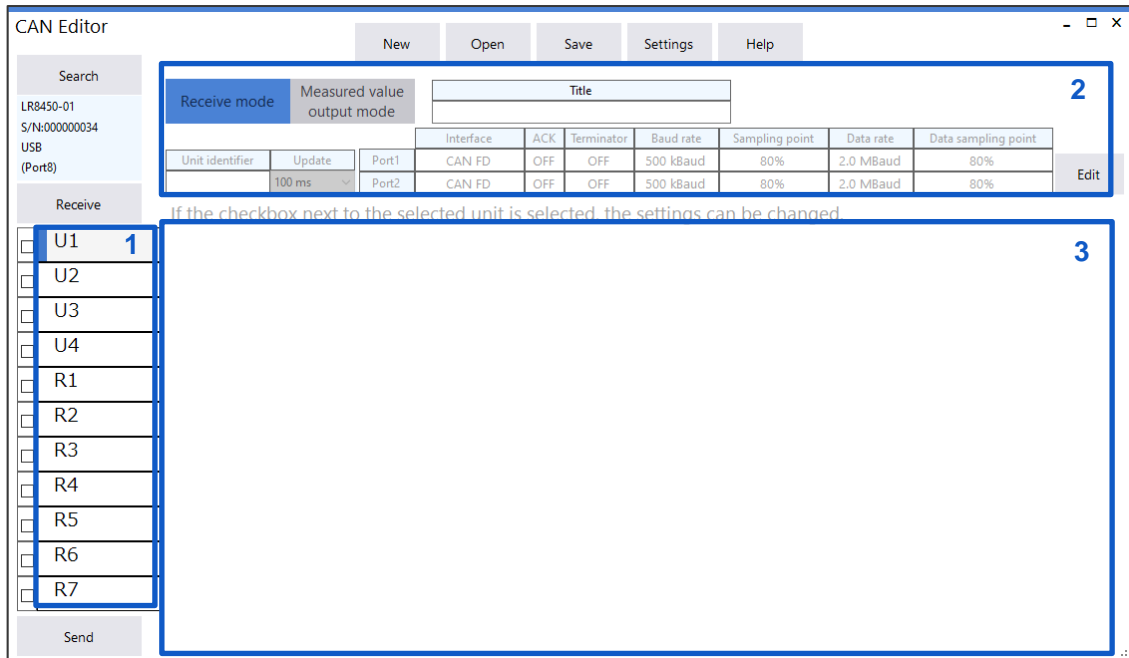 CAN Editor
New Open Save Settings Help
Search
LR8450-01
S/N:000000034
USB
(Port8)
Receive
Receive mode
Measured value
output mode
Title
2
Interface ACK Terminator Baud rate Sampling point Data rate Data sampling point
Unit identifier Update Port1 CAN FD OFF OFF 500 kBaud 80% 2.0 MBaud 80%
100 ms Port2 CAN FD OFF OFF 500 kBaud 80% 2.0 MBaud 80%
Edit
If the checkbox next to the selected unit is selected, the settings can be changed.
U1 1
3
U2
U3
U4
R1
R2
R3
R4
R5
R6
R7
Send